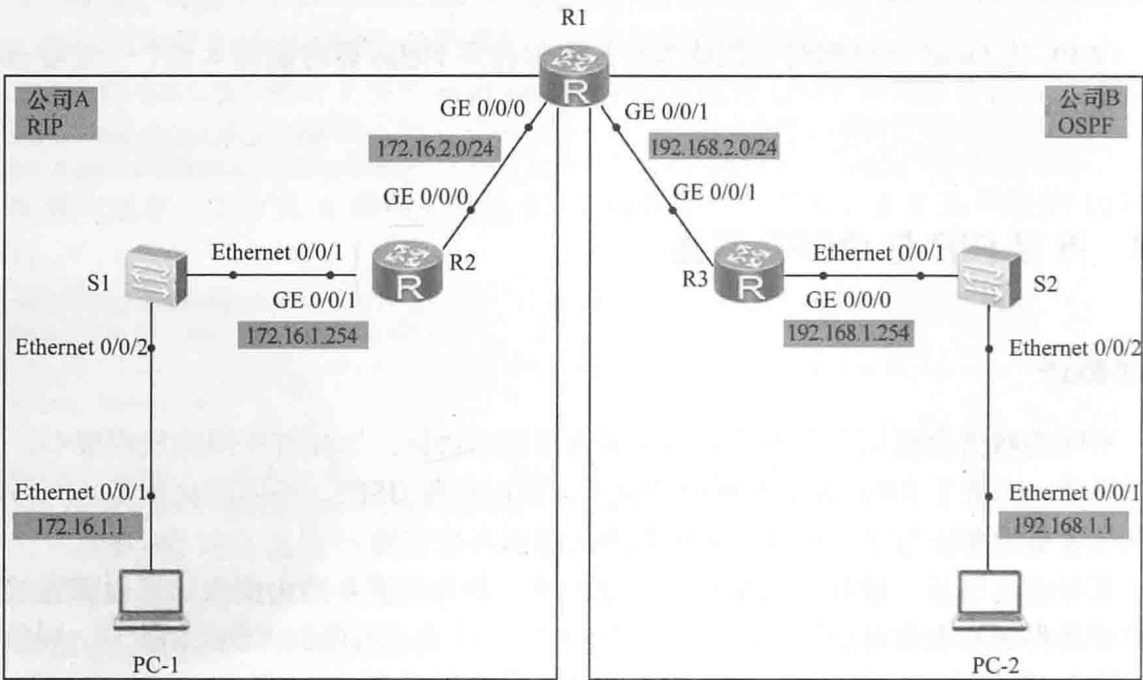 R1
公司A
RIP
公司B
OSPF
GE 0/0/0
GE 0/0/1
172.16.2.0/24
192.168.2.0/24
GE 0/0/0
GE 0/0/1
S1
Ethernet 0/0/1
R2
R3
Ethernet 0/0/1
S2
GE 0/0/1
GE 0/0/0
172.16.1.254
192.168.1.254
Ethernet 0/0/2
Ethernet 0/0/2
Ethernet 0/0/1
Ethernet 0/0/1
172.16.1.1
192.168.1.1
PC-1
PC-2
R
R
R